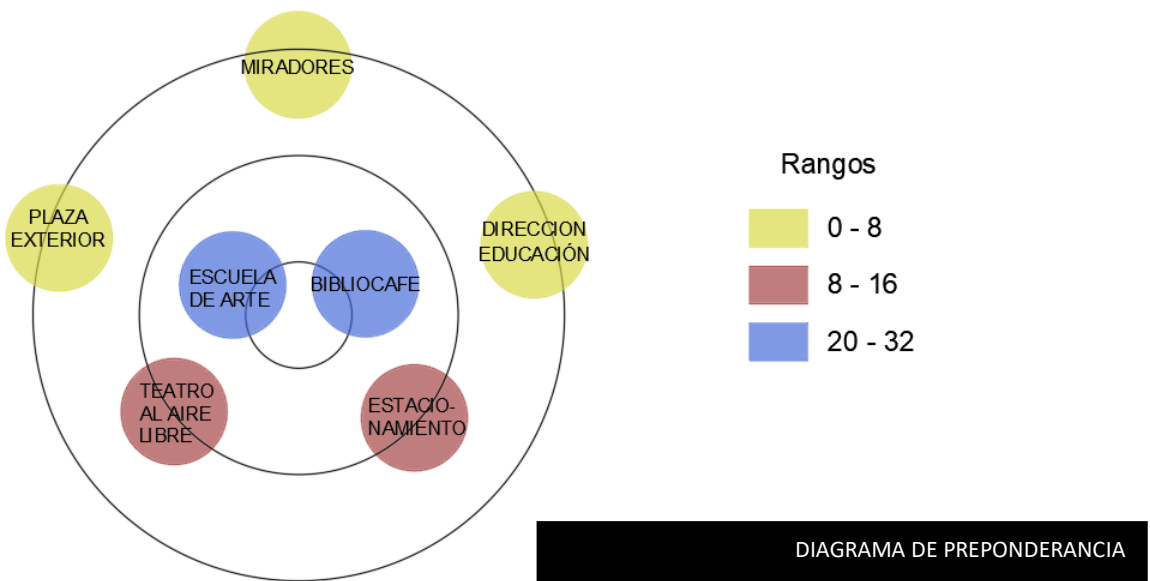 MIRADORES
PLAZA
EXTERIOR
DIRECCION
EDUCACIÓN
ESCUELA
DE ARTE
BIBLIOCAFE
TEATRO
AL AIRE
LIBRE
ESTACIO-
NAMIENTO
Rangos
0 - 8
8 - 16
20 - 32
DIAGRAMA DE PREPONDERANCIA